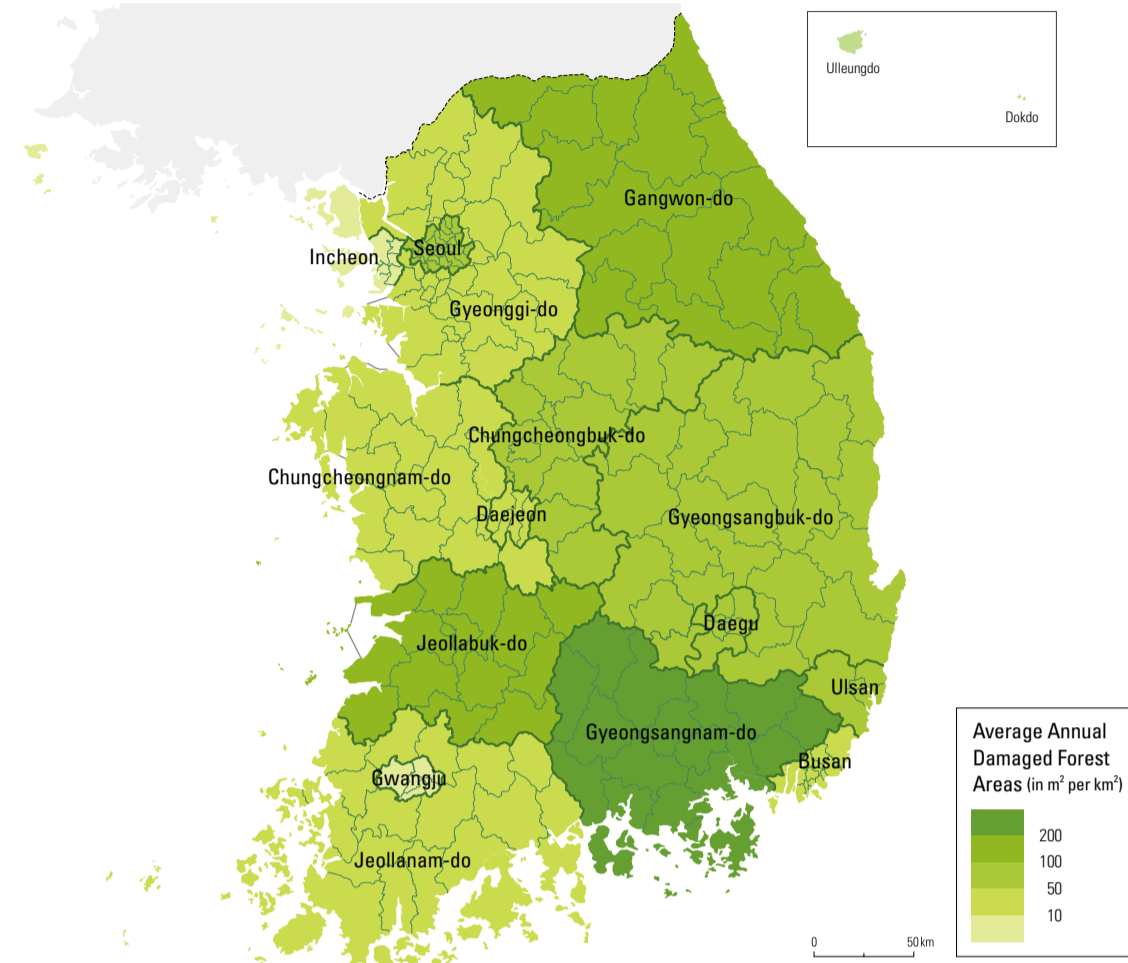 Ulleungdo
Dokdo
Gangwon-do
Incheon
Seoul
Gyeonggi-do
Chungcheongbuk-do
Chungcheongnam-do
Daejeon
Gyeongsangbuk-do
Daegu
Jeollabuk-do
Ulsan
Gyeongsangnam-do
Busan
Gwangju
Jeollanam-do
Average Annual
Damaged Forest
Areas (in m² per km²)
200
100
50
10
0 50 km